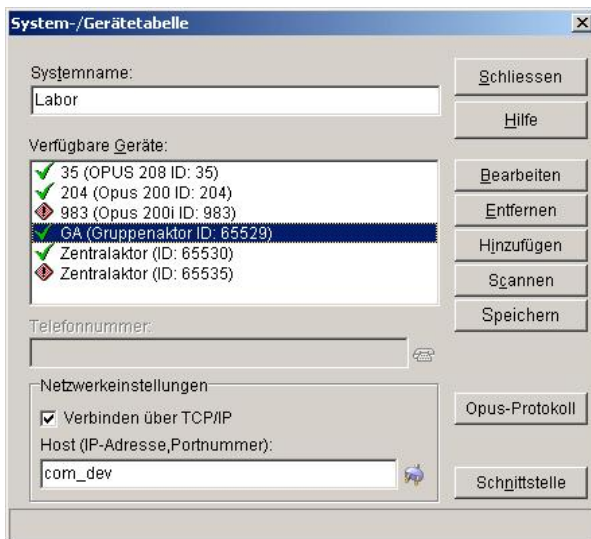 System-/Gerätetabelle
Systemname:
Labor
Verfügbare Geräte:
35 (OPUS 208 ID: 35)
204 (Opus 200 ID: 204)
983 (Opus 200i ID: 983)
GA (Gruppenaktor ID: 65529)
Zentralaktor (ID: 65530)
Zentralaktor (ID: 65535)
Telefonnummer:
Netzwerkeinstellungen
Verbinden über TCP/IP
Host (IP-Adresse,Portnummer):
com_dev
Schliessen
Hilfe
Bearbeiten
Entfernen
Hinzufügen
Scannen
Speichern
Opus-Protokoll
Schnittstelle